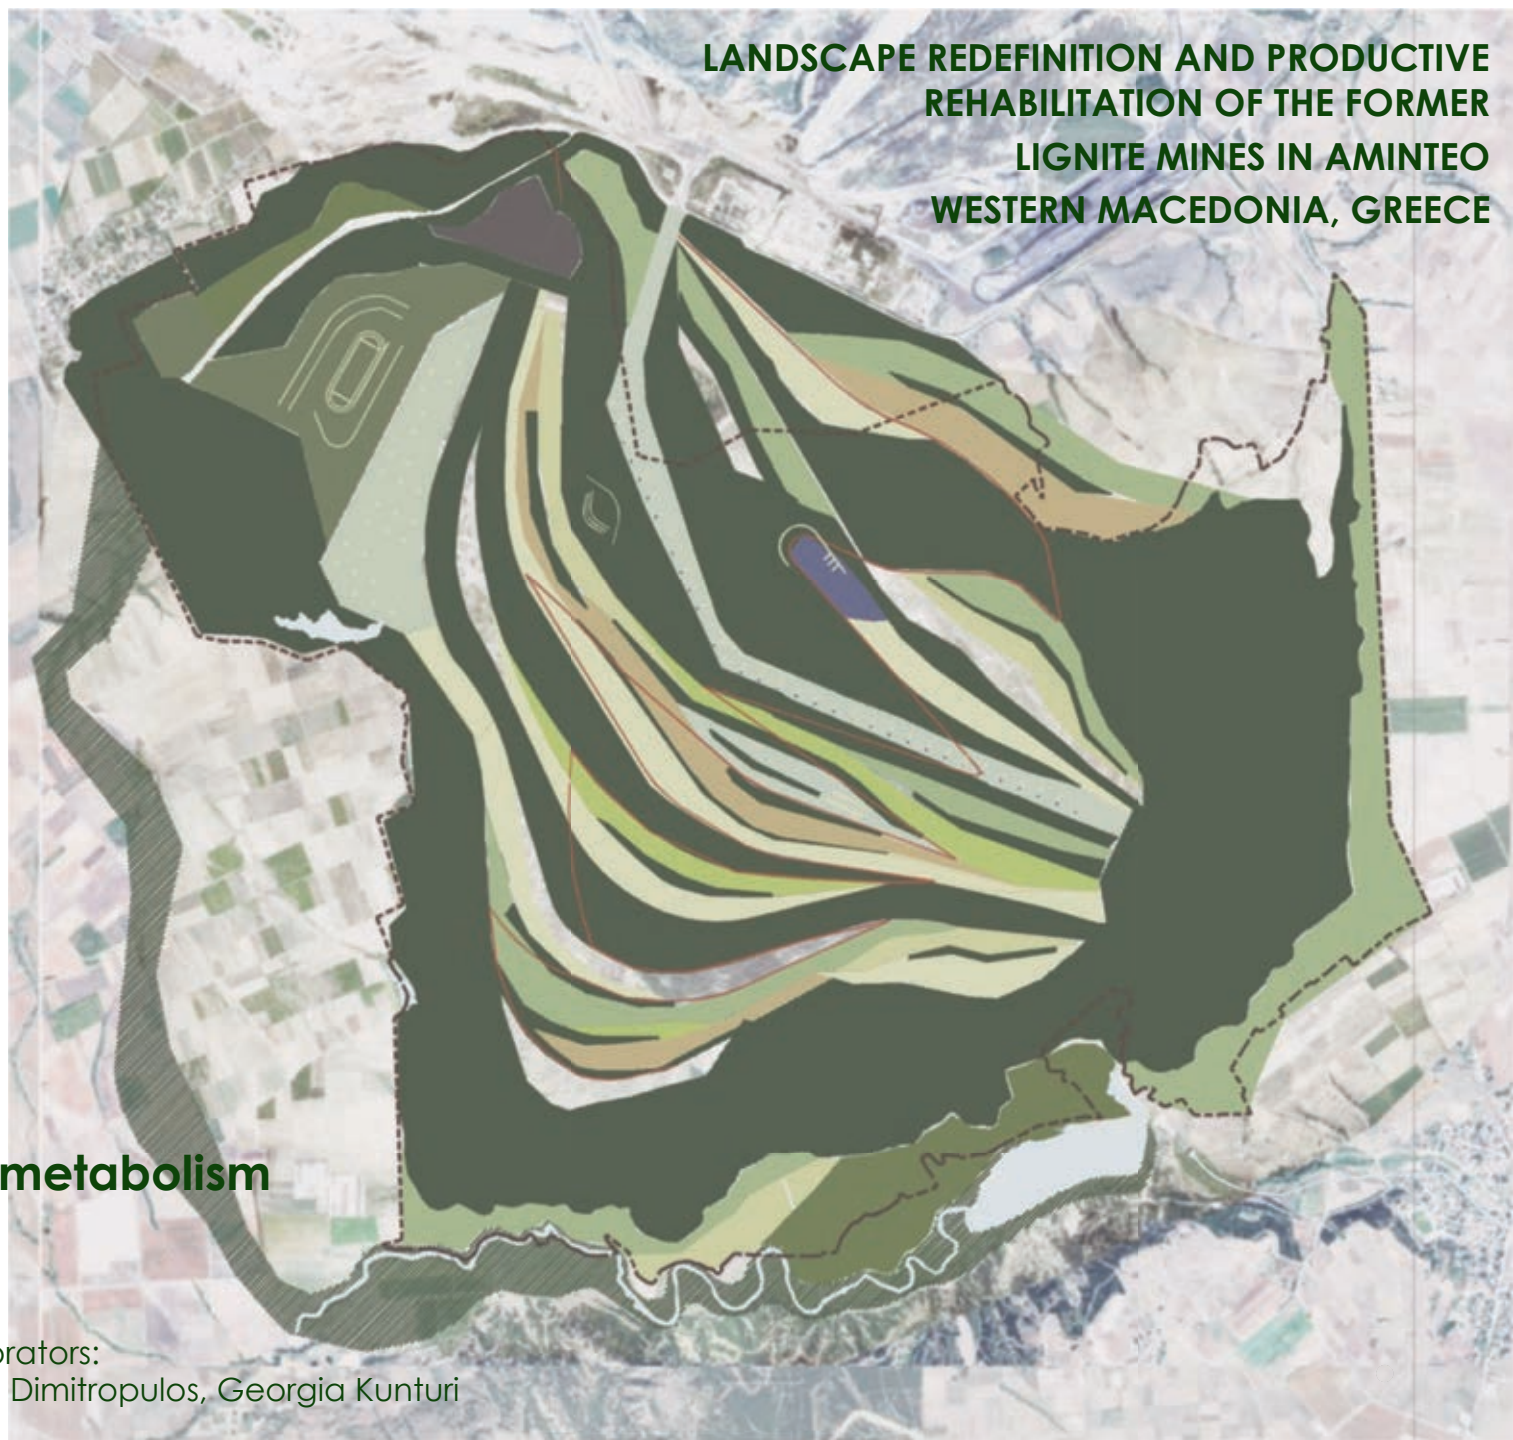 LANDSCAPE REDEFINITION AND PRODUCTIVE
REHABILITATION OF THE FORMER
LIGNITE MINES IN AMINTEO
WESTERN MACEDONIA, GREECE
metabolism
orators:
Dimitropulos, Georgia Kunturi